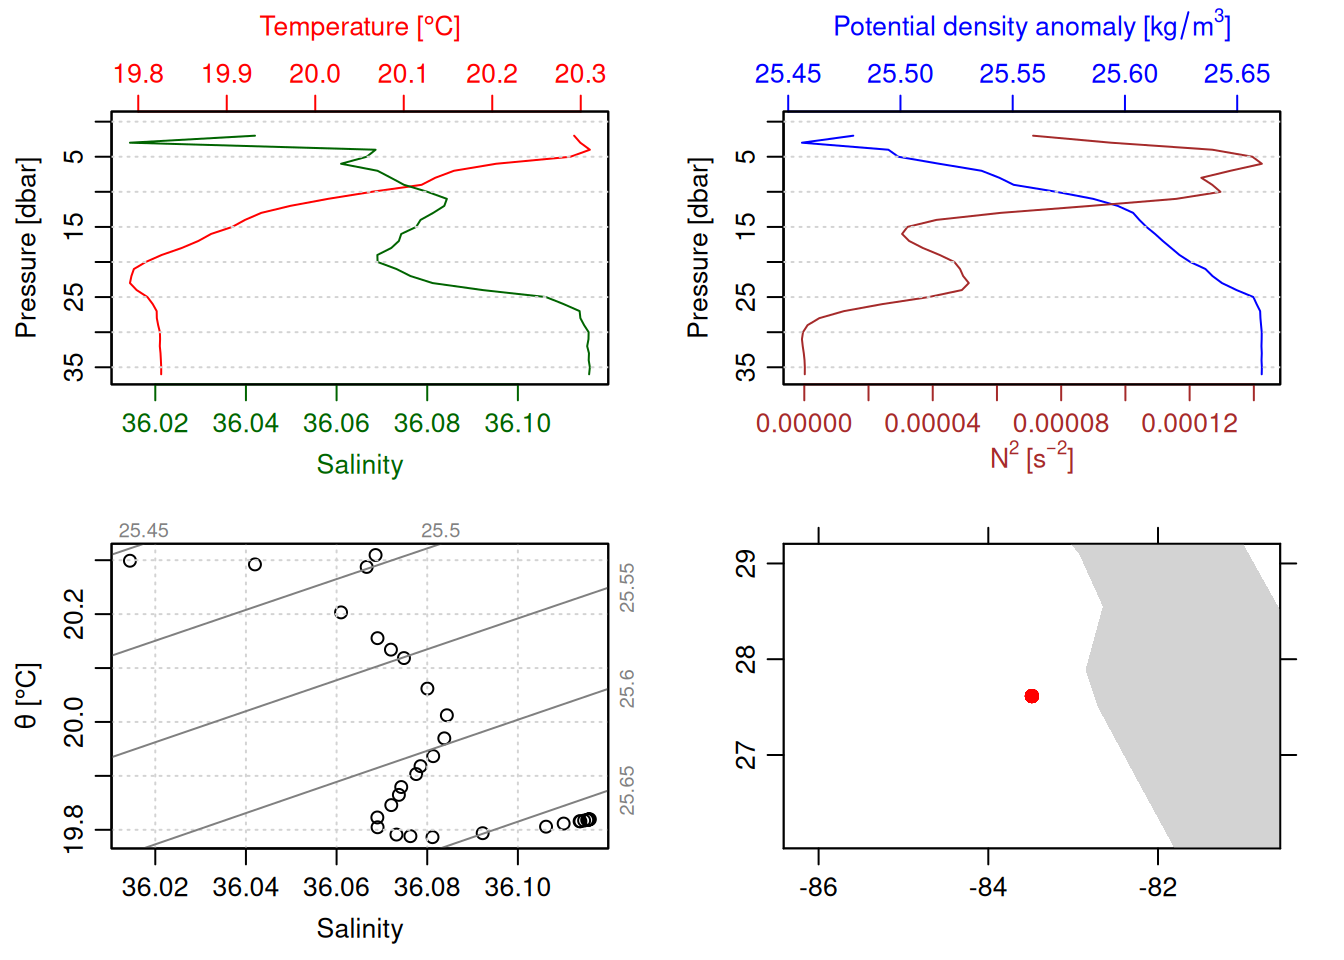 Temperature [°C]
19.8 19.9 20.0 20.1 20.2 20.3
Pressure [dbar]
5
15
25
35
36.02 36.04 36.06 36.08 36.10
Salinity
Potential density anomaly [kg/m³]
25.45 25.50 25.55 25.60 25.65
Pressure [dbar]
5
15
25
35
0.00000 0.00004 0.00008 0.00012
N² [s⁻²]
25.45 25.5
25.55
25.6
25.65
θ [°C]
20.2
20.0
19.8
36.02 36.04 36.06 36.08 36.10
Salinity
29
28
27
-86 -84 -82